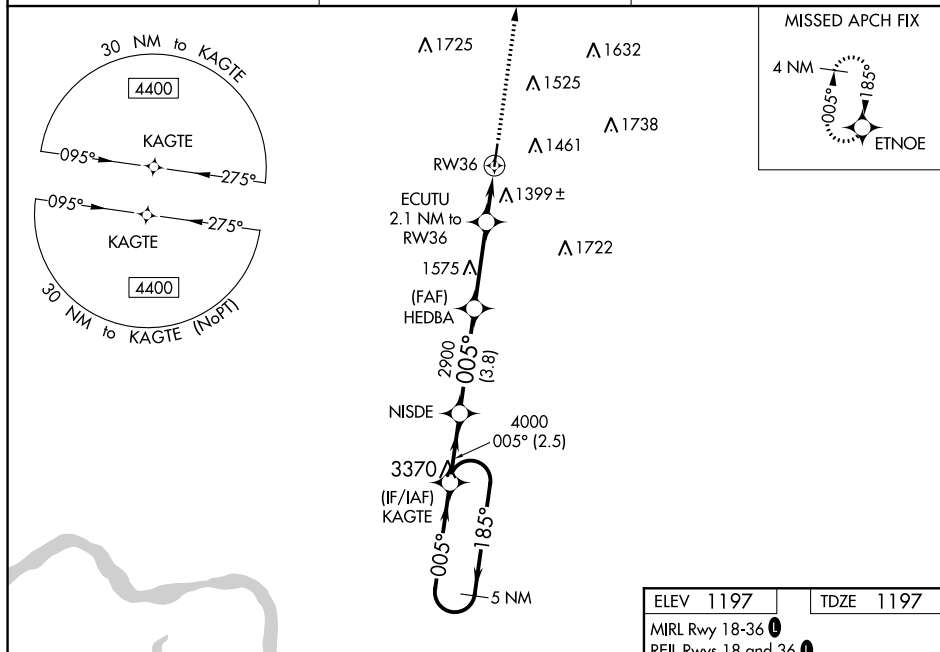 30 NM to KAGTE
4400
KAGTE
095°
275°
095°
275°
KAGTE
4400
30 NM to KAGTE (NoPT)
1725
1632
1525
1738
1461
RW36
1399 ±
ECUTU
2.1 NM to
RW36
1722
1575
(FAF)
HEDBA
2900
005°
(3.8)
NISDE
4000
005° (2.5)
3370
(IF/IAF)
KAGTE
005°
185°
5 NM
MISSED APCH FIX
4 NM
005°
185°
ETNOE
ELEV 1197
TDZE 1197
MIRL Rwy 18-36 L
REIL Rwys 18 and 36 L